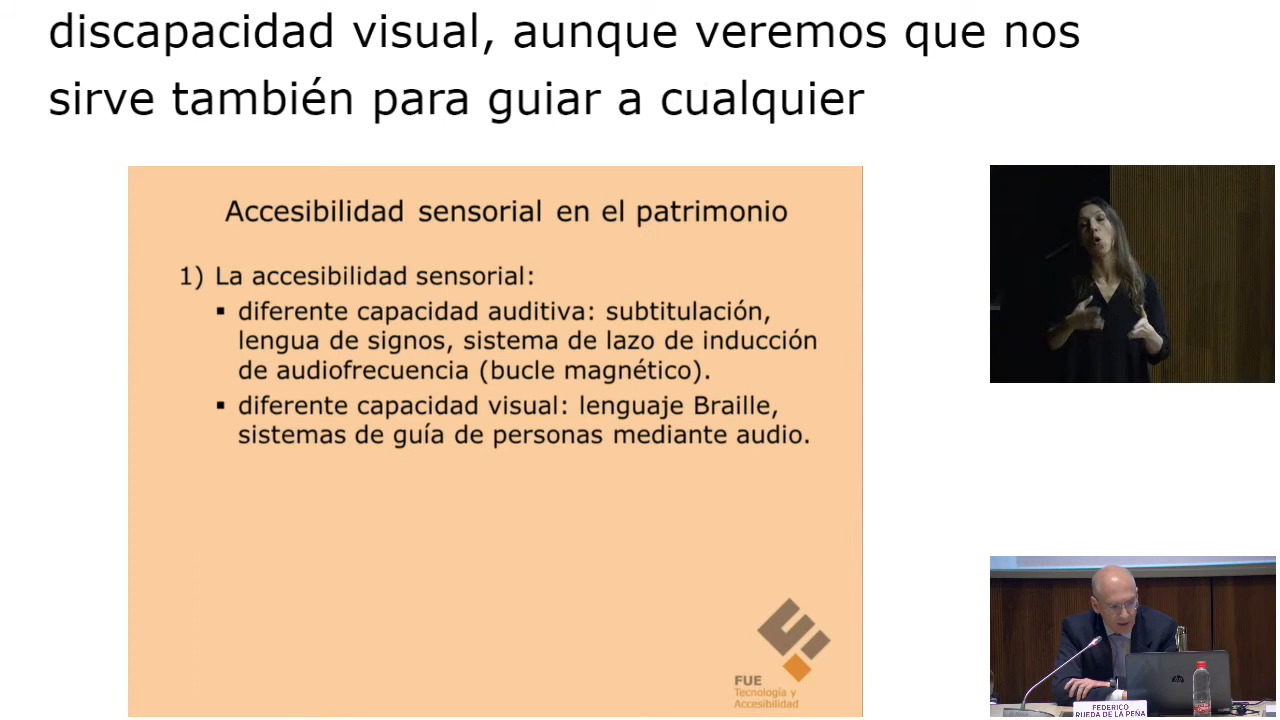 discapacidad visual, aunque veremos que nos
sirve también para guiar a cualquier
Accesibilidad sensorial en el patrimonio
1) La accesibilidad sensorial:
▪ diferente capacidad auditiva: subtitulación,
lengua de signos, sistema de lazo de inducción
de audiofrecuencia (bucle magnético).
▪ diferente capacidad visual: lenguaje Braille,
sistemas de guía de personas mediante audio.
FUE
Tecnología y
Accesibilidad
FEDERICO
RUEDA DE LA PEÑA